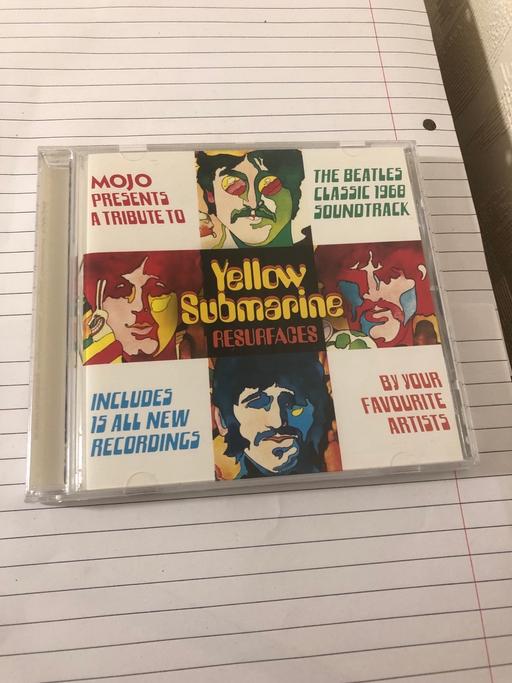 MOJO
PRESENTS
A TRIBUTE TO
THE BEATLES
CLASSIC 1968
SOUNDTRACK
Yellow
Submarine
RESURFACES
INCLUDES
15 ALL NEW
RECORDINGS
BY YOUR
FAVOURITE
ARTISTS